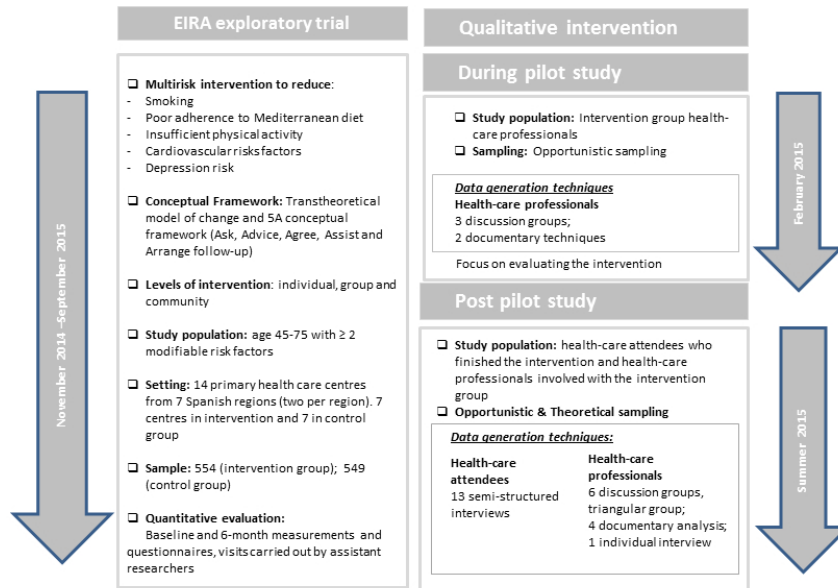 EIRA exploratory trial
❑ Multirisk intervention to reduce:
- Smoking
- Poor adherence to Mediterranean diet
- Insufficient physical activity
- Cardiovascular risks factors
- Depression risk
❑ Conceptual Framework: Transtheoretical
model of change and 5A conceptual
framework (Ask, Advice, Agree, Assist and
Arrange follow-up)
❑ Levels of intervention: individual, group and
community
❑ Study population: age 45-75 with ≥ 2
modifiable risk factors
❑ Setting: 14 primary health care centres
from 7 Spanish regions (two per region). 7
centres in intervention and 7 in control
group
❑ Sample: 554 (intervention group); 549
(control group)
❑ Quantitative evaluation:
Baseline and 6-month measurements and
questionnaires, visits carried out by assistant
researchers
November 2014 –September 2015
Qualitative intervention
During pilot study
❑ Study population: Intervention group health-
care professionals
❑ Sampling: Opportunistic sampling
Data generation techniques
Health-care professionals
3 discussion groups;
2 documentary techniques
Focus on evaluating the intervention
February 2015
Post pilot study
❑ Study population: health-care attendees who
finished the intervention and health-care
professionals involved with the intervention
group
❑ Opportunistic & Theoretical sampling
Data generation techniques:
Health-care
attendees
13 semi-structured
interviews
Health-care
professionals
6 discussion groups,
triangular group;
4 documentary analysis;
1 individual interview
Summer 2015